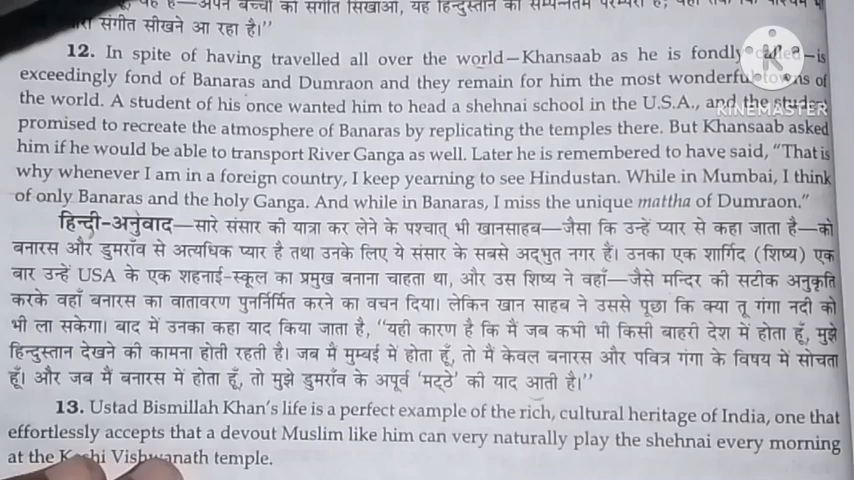 अपने बच्चों को संगीत सिखाओ, यह हिन्दुस्तान की सम्पन्नतम परम्परा है;
संगीत सीखने आ रहा है।”
12. In spite of having travelled all over the world—Khansaab as he is fondly called—is
exceedingly fond of Banaras and Dumraon and they remain for him the most wonderful towns of
the world. A student of his once wanted him to head a shehnai school in the U.S.A., and the student
promised to recreate the atmosphere of Banaras by replicating the temples there. But Khansaab asked
him if he would be able to transport River Ganga as well. Later he is remembered to have said, “That is
why whenever I am in a foreign country, I keep yearning to see Hindustan. While in Mumbai, I think
of only Banaras and the holy Ganga. And while in Banaras, I miss the unique mattha of Dumraon.”
हिन्दी-अनुवाद—सारे संसार की यात्रा कर लेने के पश्चात् भी खानसाहब—जैसा कि उन्हें प्यार से कहा जाता है—को
बनारस और डुमराँव से अत्यधिक प्यार है तथा उनके लिए ये संसार के सबसे अद्भुत नगर हैं। उनका एक शार्गिद (शिष्य) एक
बार उन्हें USA के एक शहनाई-स्कूल का प्रमुख बनाना चाहता था, और उस शिष्य ने वहाँ—जैसे मन्दिर की सटीक अनुकृति
करके वहाँ बनारस का वातावरण पुनर्निर्मित करने का वचन दिया। लेकिन खान साहब ने उससे पूछा कि क्या तू गंगा नदी को
भी ला सकेगा। बाद में उनका कहा याद किया जाता है, “यही कारण है कि मैं जब कभी भी किसी बाहरी देश में होता हूँ, मुझे
हिन्दुस्तान देखने की कामना होती रहती है। जब मैं मुम्बई में होता हूँ, तो मैं केवल बनारस और पवित्र गंगा के विषय में सोचता
हूँ। और जब मैं बनारस में होता हूँ, तो मुझे डुमराँव के अपूर्व ‘मट्ठे’ की याद आती है।”
13. Ustad Bismillah Khan’s life is a perfect example of the rich, cultural heritage of India, one that
effortlessly accepts that a devout Muslim like him can very naturally play the shehnai every morning
at the Kashi Vishwanath temple.
KINEMASTER